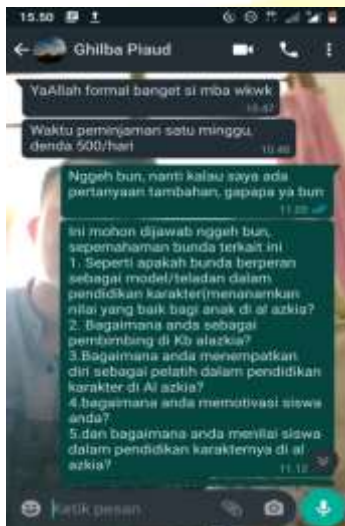 15.50
Ghilba Piaud
YaAllah formal banget si mba wkwk
10.47
Waktu peminjaman satu minggu,
denda 500/hari
10.48
Nggeh bun, nanti kalau saya ada
pertanyaan tambahan, gapapa ya bun
11.09
Ini mohon dijawab nggeh bun,
sepemahaman bunda terkait ini
1. Seperti apakah bunda berperan
sebagai model/teladan dalam
pendidikan karakter(menanamkan
nilai yang baik bagi anak di al azkia?
2. Bagaimana anda sebagai
pembimbing di Kb alazkia?
3.Bagaimana anda menempatkan
diri sebagai pelatih dalam pendidikan
karakter di Al azkia?
4.bagaimana anda memotivasi siswa
anda?
5.dan bagaimana anda menilai siswa
dalam pendidikan karakternya di al
azkia?
11.12
Ketik pesan